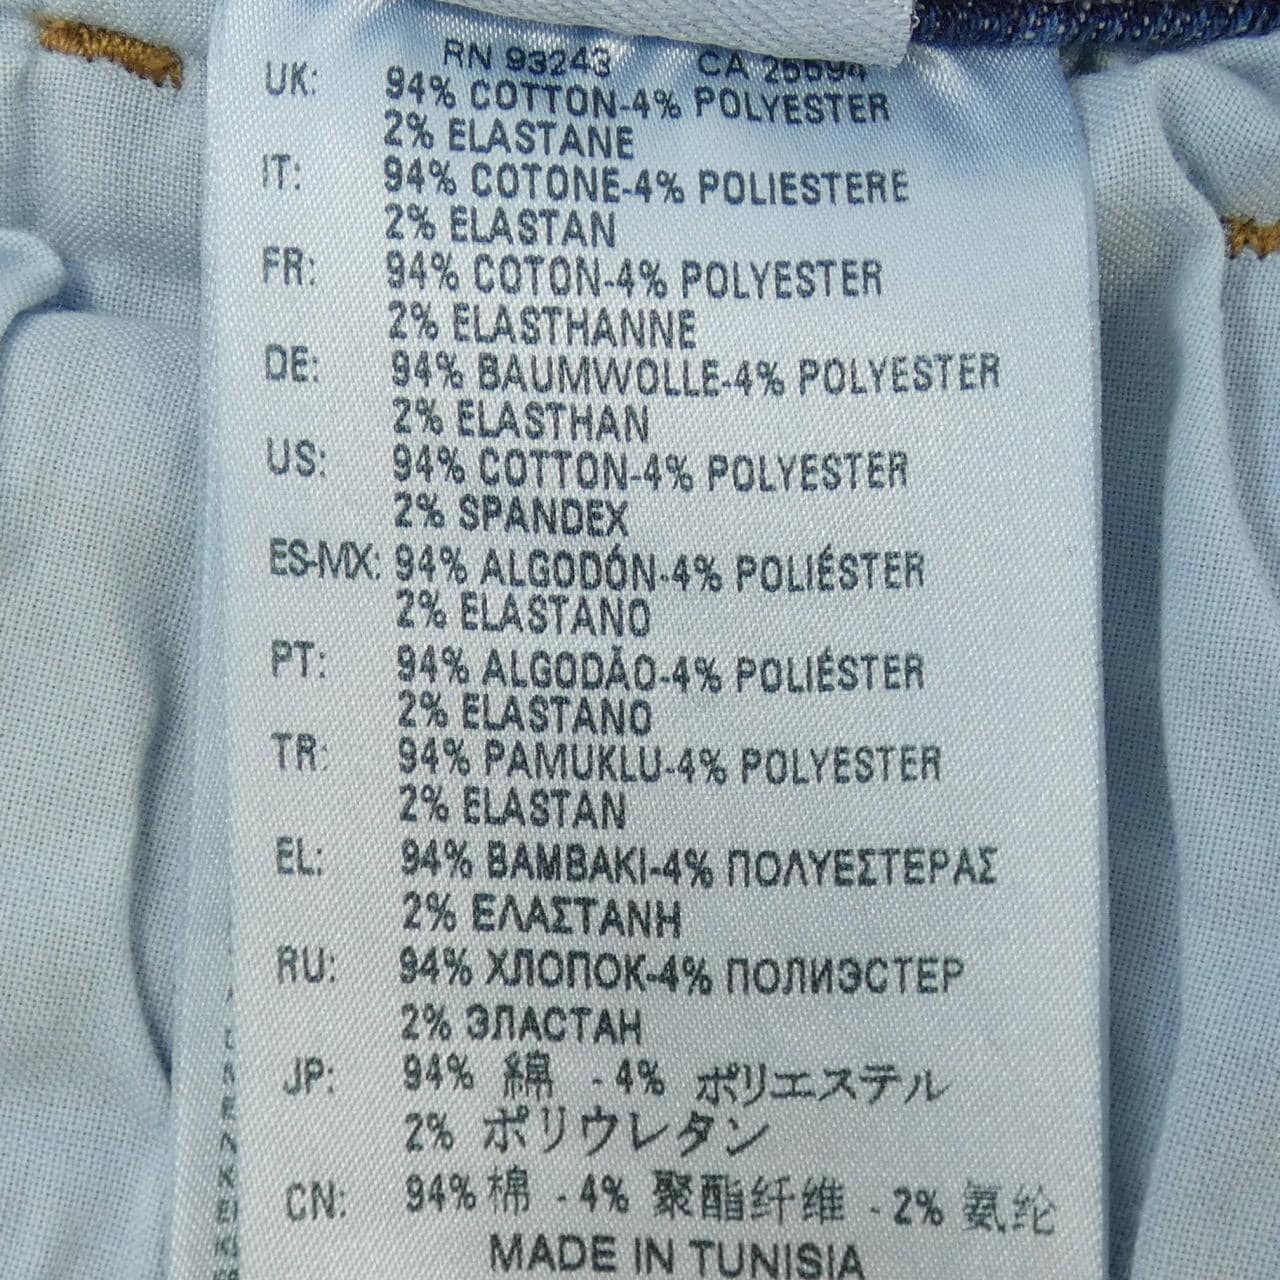 RN 93243 CA 25594
UK: 94% COTTON-4% POLYESTER
2% ELASTANE
IT: 94% COTONE-4% POLIESTERE
2% ELASTAN
FR: 94% COTON-4% POLYESTER
2% ELASTHANNE
DE: 94% BAUMWOLLE-4% POLYESTER
2% ELASTHAN
US: 94% COTTON-4% POLYESTER
2% SPANDEX
ES-MX: 94% ALGODÓN-4% POLIÉSTER
2% ELASTANO
PT: 94% ALGODÃO-4% POLIÉSTER
2% ELASTANO
TR: 94% PAMUKLU-4% POLYESTER
2% ELASTAN
EL: 94% ΒΑΜΒΑΚΙ-4% ΠΟΛΥΕΣΤΕΡΑΣ
2% ΕΛΑΣΤΑΝΗ
RU: 94% ХЛОПОК-4% ПОЛИЭСТЕР
2% ЭЛАСТАН
JP: 94% 綿 - 4% ポリエステル
2% ポリウレタン
CN: 94% 棉 - 4% 聚酯纤维 - 2% 氨纶
MADE IN TUNISIA